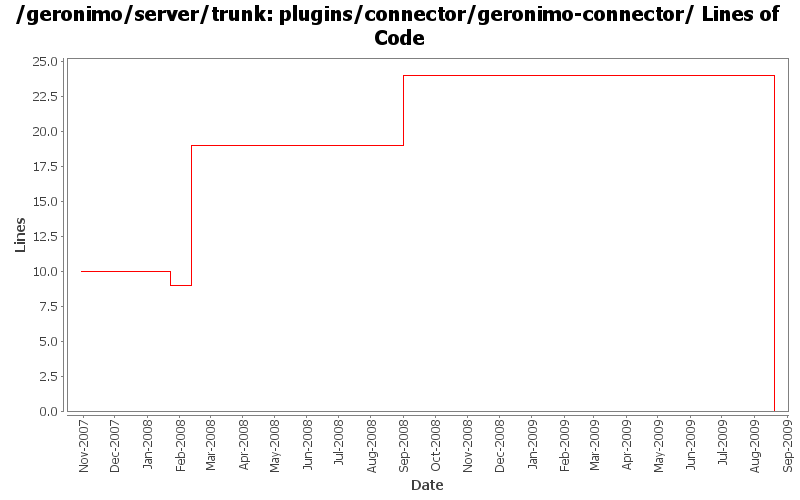 /geronimo/server/trunk: plugins/connector/geronimo-connector/ Lines of
Code
25.0
22.5
20.0
17.5
15.0
12.5
10.0
7.5
5.0
2.5
0.0
Lines
Nov-2007
Dec-2007
Jan-2008
Feb-2008
Mar-2008
Apr-2008
May-2008
Jun-2008
Jul-2008
Aug-2008
Sep-2008
Oct-2008
Nov-2008
Dec-2008
Jan-2009
Feb-2009
Mar-2009
Apr-2009
May-2009
Jun-2009
Jul-2009
Aug-2009
Sep-2009
Date